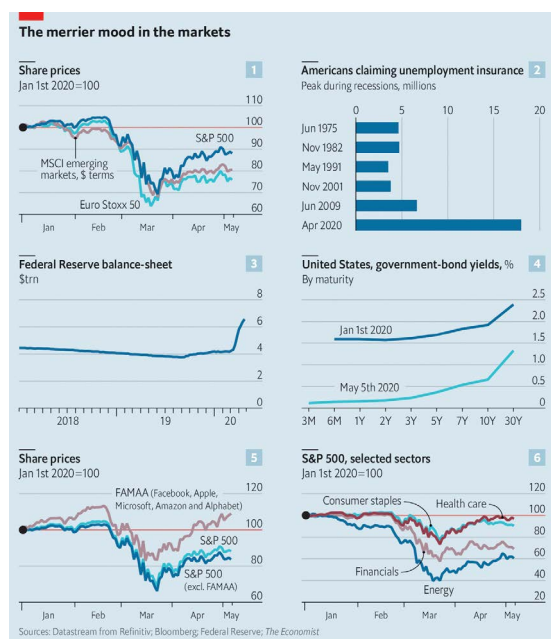 The merrier mood in the markets
Share prices 1
Jan 1st 2020=100
110
100
90
80
70
60
S&P 500
MSCI emerging
markets, $ terms
Euro Stoxx 50
Jan Feb Mar Apr May
Americans claiming unemployment insurance 2
Peak during recessions, millions
0 5 10 15 20
Jun 1975
Nov 1982
May 1991
Nov 2001
Jun 2009
Apr 2020
Federal Reserve balance-sheet 3
$trn
8
6
4
2
0
2018 19 20
United States, government-bond yields, % 4
By maturity
2.5
2.0
1.5
1.0
0.5
0
Jan 1st 2020
May 5th 2020
3M 6M 1Y 2Y 3Y 5Y 7Y 10Y 30Y
Share prices 5
Jan 1st 2020=100
120
100
80
60
FAMAA (Facebook, Apple,
Microsoft, Amazon and Alphabet)
S&P 500
S&P 500
(excl. FAMAA)
Jan Feb Mar Apr May
S&P 500, selected sectors 6
Jan 1st 2020=100
120
100
80
60
40
20
Consumer staples
Health care
Financials
Energy
Jan Feb Mar Apr May
Sources: Datastream from Refinitiv; Bloomberg; Federal Reserve; The Economist